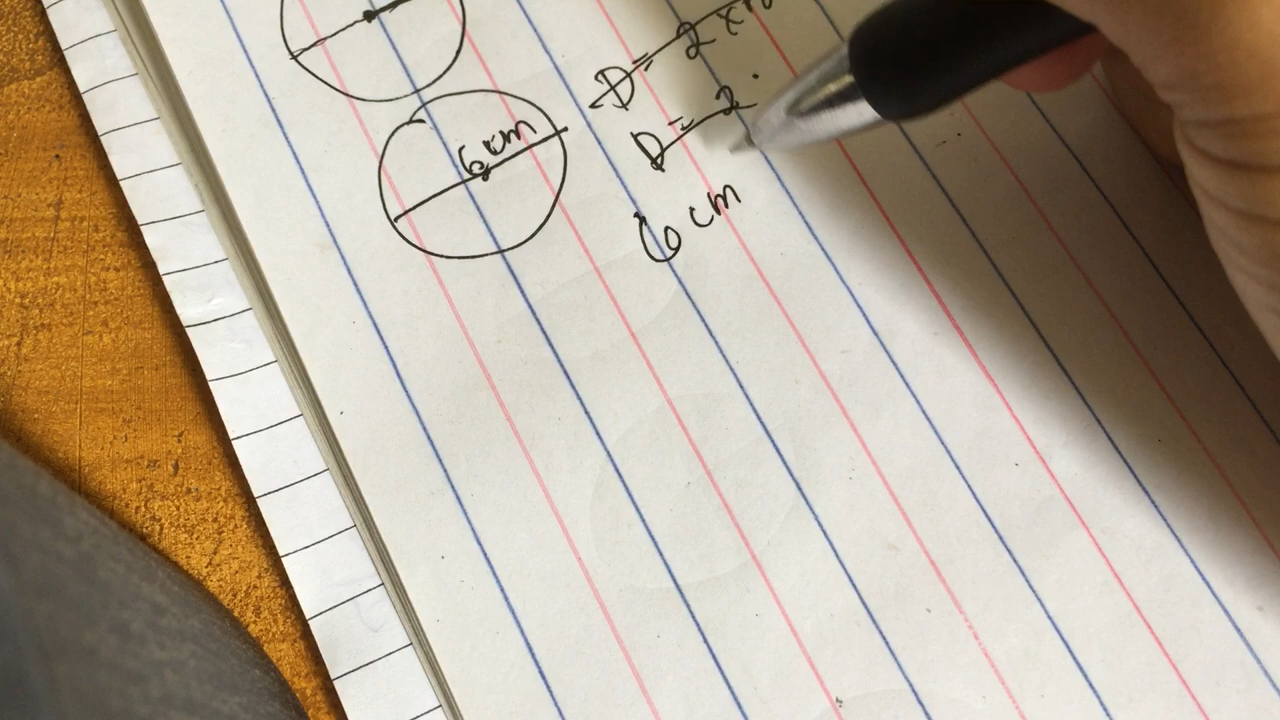 6cm
D = 2 x
D = 2.
6 cm